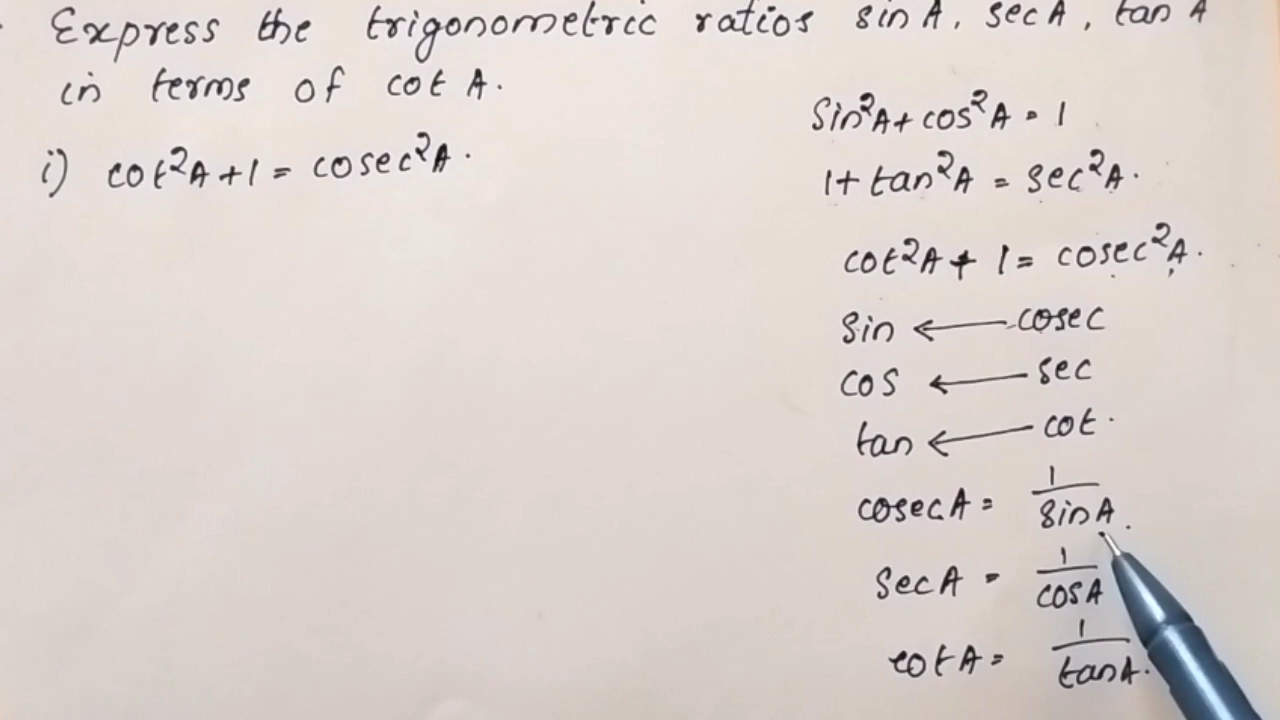 Express the trigonometric ratios sin A, sec A, tan A
in terms of cot A.
i) cot²A + 1 = cosec²A.
Sin²A + cos²A = 1
1 + tan²A = sec²A.
cot²A + 1 = cosec²A.
Sin ← cosec
cos ← sec
tan ← cot.
cosecA = 1/sinA.
secA = 1/cosA
cotA = 1/tanA.